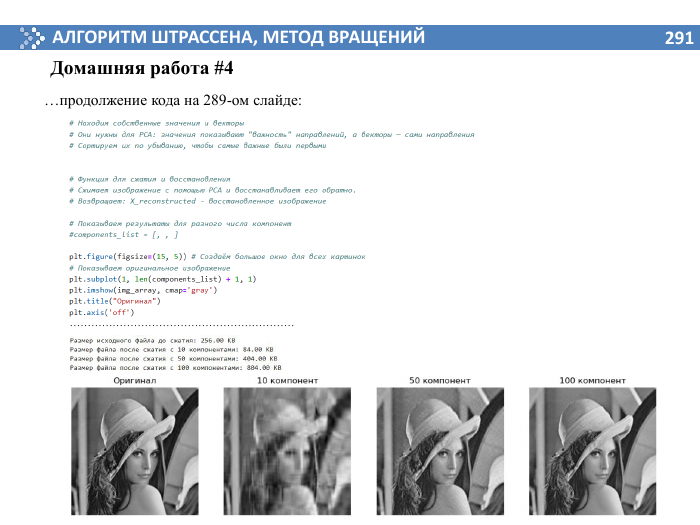 АЛГОРИТМ ШТРАССЕНА, МЕТОД ВРАЩЕНИЙ
291
Домашняя работа #4
…продолжение кода на 289-ом слайде:
# Находим собственные значения и векторы
# Они нужны для PCA: значения показывают "важность" направлений, а векторы — сами направления
# Сортируем их по убыванию, чтобы самые важные были первыми
# Функция для сжатия и восстановления
# Сжимает изображение с помощью PCA и восстанавливает его обратно.
# Возвращает: X_reconstructed - восстановленное изображение
# Показываем результаты для разного числа компонент
#components_list = [, , ]
plt.figure(figsize=(15, 5)) # Создаём большое окно для всех картинок
# Показываем оригинальное изображение
plt.subplot(1, len(components_list) + 1, 1)
plt.imshow(img_array, cmap='gray')
plt.title("Оригинал")
plt.axis('off')
Размер исходного файла до сжатия: 256.00 KB
Размер файла после сжатия с 10 компонентами: 84.00 KB
Размер файла после сжатия с 50 компонентами: 404.00 KB
Размер файла после сжатия с 100 компонентами: 804.00 KB
Оригинал 10 компонент 50 компонент 100 компонент